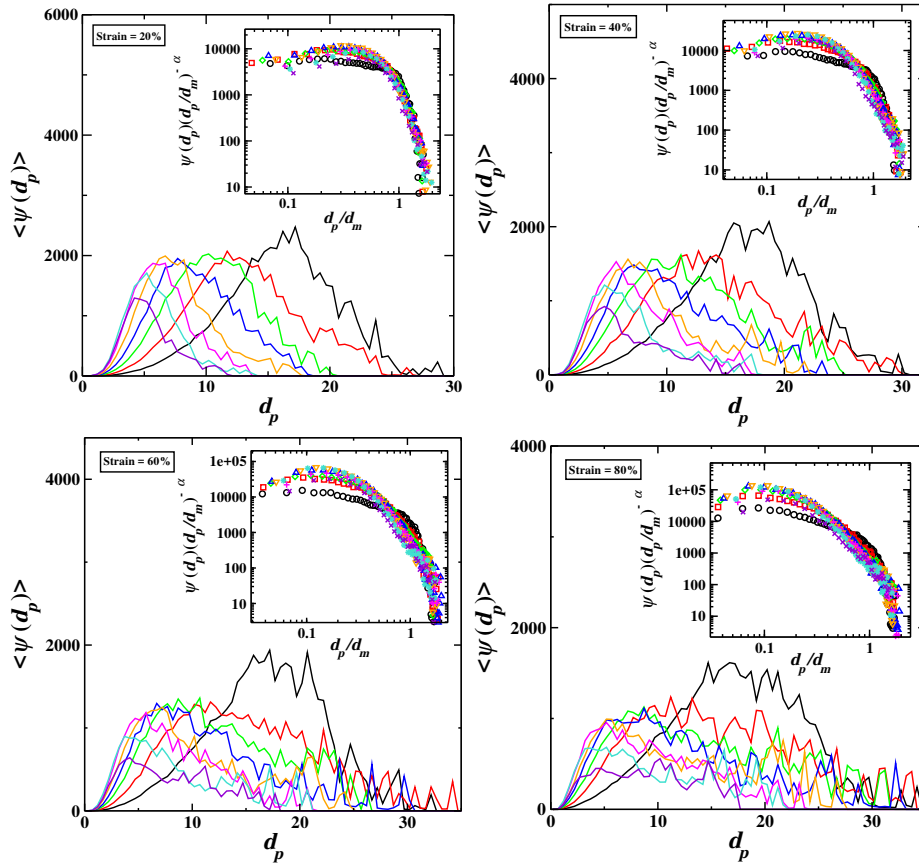 Strain = 20%
<ψ(d_p)>
6000
4000
2000
0
0 10 20 30
d_p
ψ(d_p)(d_p/d_m)^-α
10000
1000
100
10
0.1 1
d_p/d_m
Strain = 40%
<ψ(d_p)>
4000
2000
0
0 10 20 30
d_p
ψ(d_p)(d_p/d_m)^-α
10000
1000
100
10
0.1 1
d_p/d_m
Strain = 60%
<ψ(d_p)>
4000
2000
0
0 10 20 30
d_p
ψ(d_p)(d_p/d_m)^-α
1e+05
10000
1000
100
10
0.1 1
d_p/d_m
Strain = 80%
<ψ(d_p)>
4000
2000
0
0 10 20 30
d_p
ψ(d_p)(d_p/d_m)^-α
1e+05
10000
1000
100
10
0.1 1
d_p/d_m